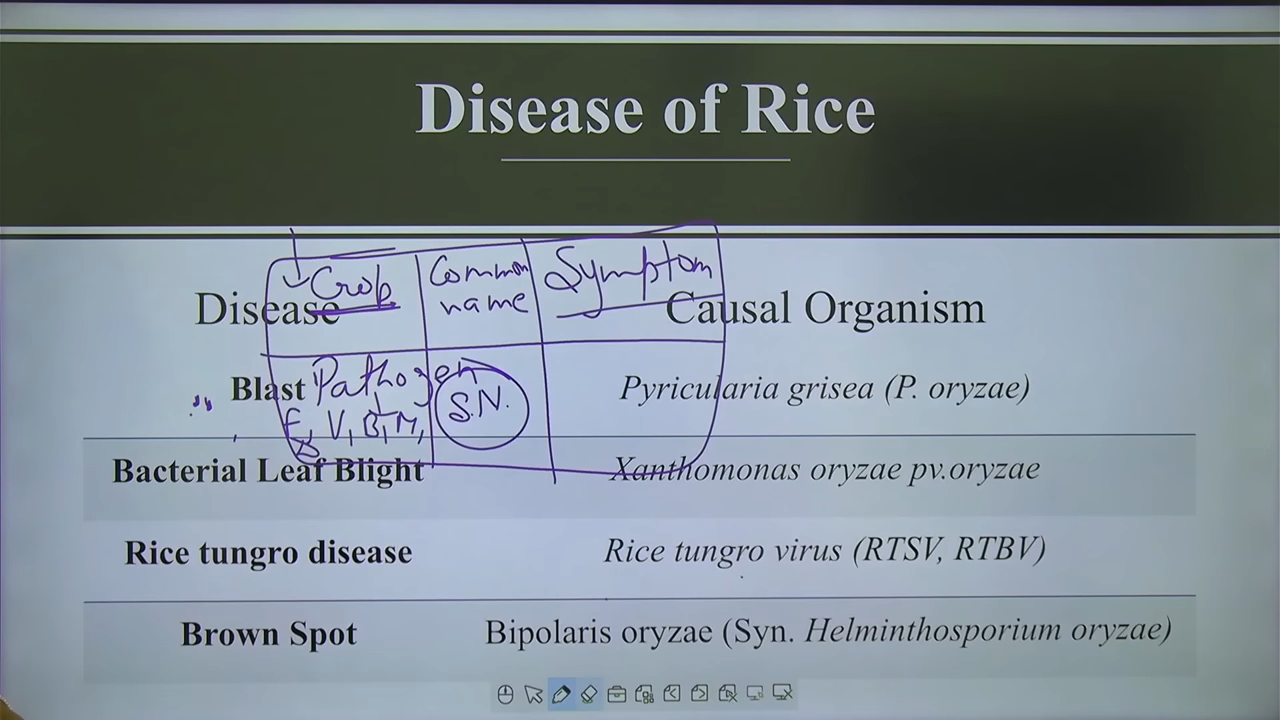 Disease of Rice
Crop Common name Symptom
Disease Causal Organism
Blast Pyricularia grisea (P. oryzae)
Pathogen
F, V, B, M, S.N.
Bacterial Leaf Blight Xanthomonas oryzae pv.oryzae
Rice tungro disease Rice tungro virus (RTSV, RTBV)
Brown Spot Bipolaris oryzae (Syn. Helminthosporium oryzae)